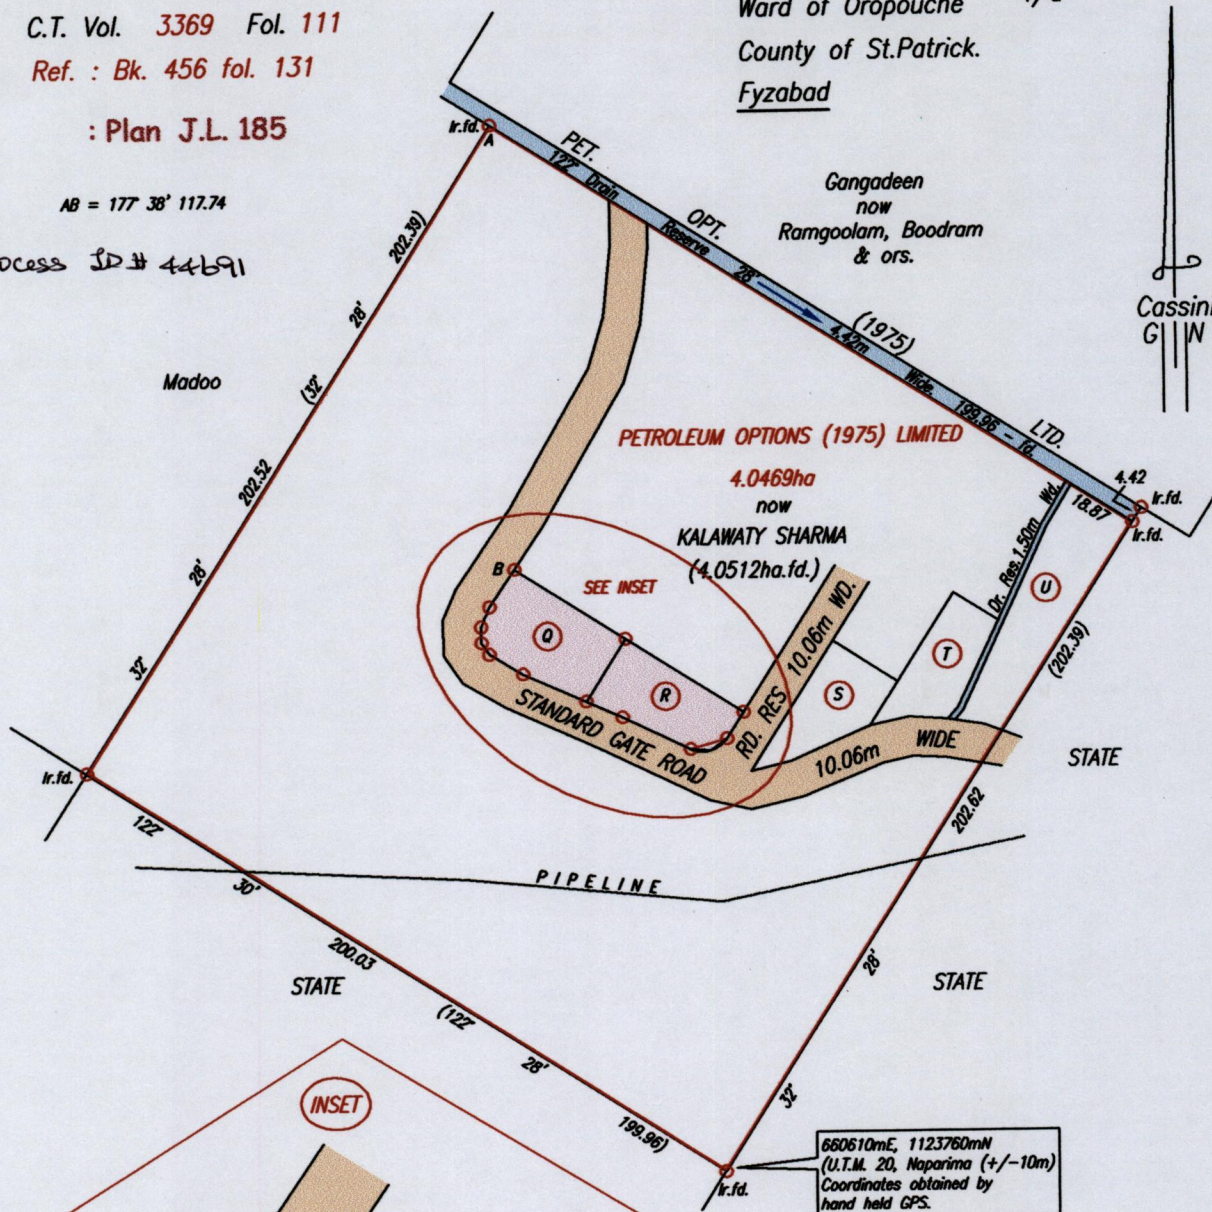 C.T. Vol. 3369 Fol. 111
Ref. : Bk. 456 fol. 131
: Plan J.L. 185
AB = 177° 38' 117.74
ocess ID # 44691
Ward of Oropouche
County of St.Patrick.
Fyzabad
Gangadeen
now
Ramgoolam, Boodram
& ors.
Cassini
G N
Ir.fd.
A
PET. OPT. (1975) LTD.
122° Drain Reserve 28' 4.42m Wide. 199.96 - fd.
4.42
Ir.fd.
18.87
Ir.fd.
202.39)
28'
(32'
202.52
28'
32'
Madoo
PETROLEUM OPTIONS (1975) LIMITED
4.0469ha
now
KALAWATY SHARMA
(4.0512ha.fd.)
SEE INSET
B
Q
R
S
T
U
Dr. Res.1.50m Wd.
RD. RES 10.06m WD.
STANDARD GATE ROAD
10.06m WIDE
(202.39)
202.62
28'
32'
STATE
PIPELINE
Ir.fd.
122°
30'
200.03
(122°
28'
199.96)
STATE
STATE
INSET
Ir.fd.
660610mE, 1123760mN
(U.T.M. 20, Naparima (+/-10m)
Coordinates obtained by
hand held GPS.